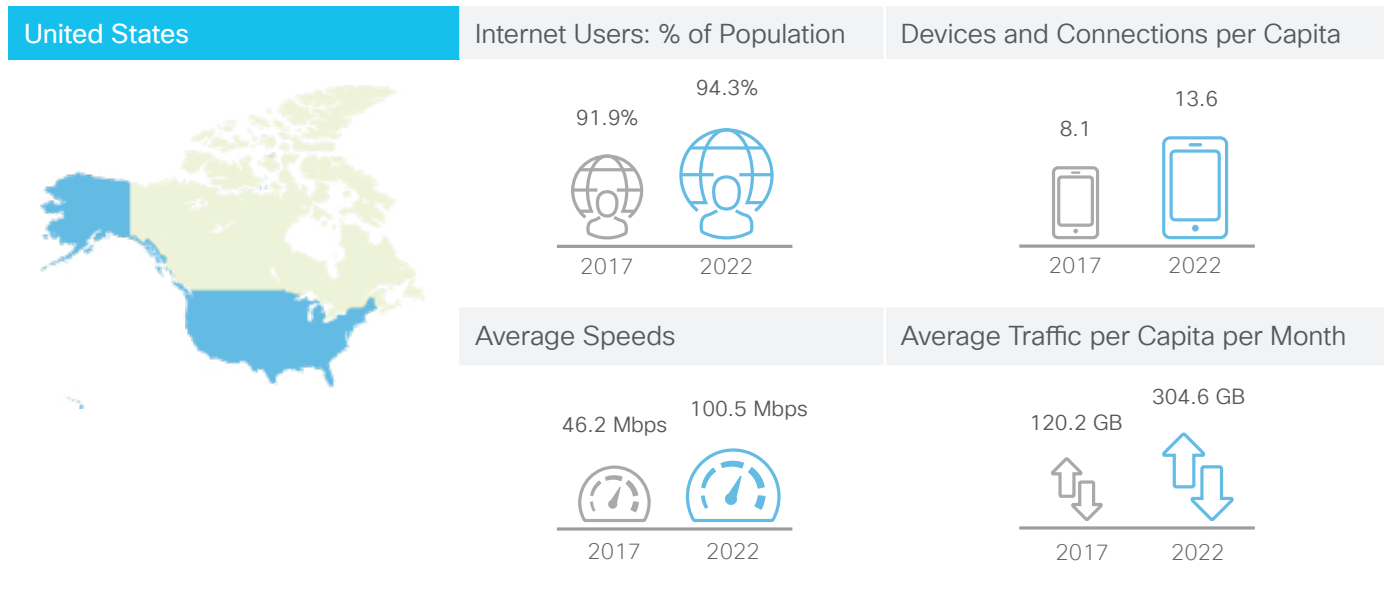 United States
Internet Users: % of Population
91.9%
94.3%
2017
2022
Devices and Connections per Capita
8.1
13.6
2017
2022
Average Speeds
46.2 Mbps
100.5 Mbps
2017
2022
Average Traffic per Capita per Month
120.2 GB
304.6 GB
2017
2022